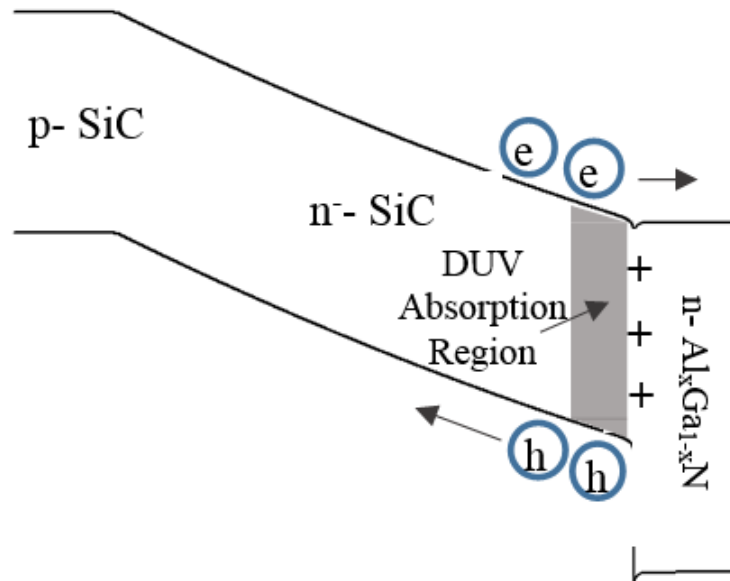 p- SiC
n⁻- SiC
e
e
DUV
Absorption
Region
+
+
+
h
h
n- AlₓGa₁₋ₓN